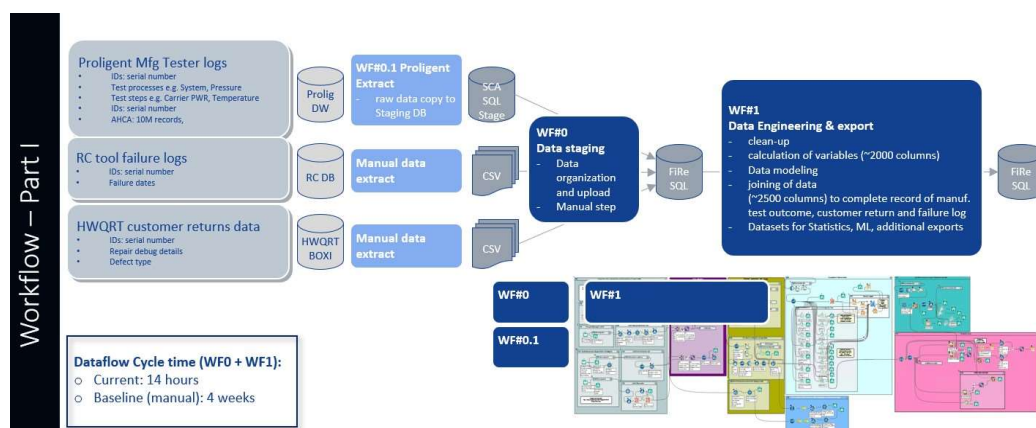 Workflow – Part I
Proligent Mfg Tester logs
• IDs: serial number
• Test processes e.g. System, Pressure
• Test steps e.g. Carrier PWR, Temperature
• IDs: serial number
• AHCA: 10M records,
Prolig
DW
WF#0.1 Proligent
Extract
- raw data copy to
Staging DB
SCA
SQL
Stage
RC tool failure logs
• IDs: serial number
• Failure dates
RC DB
Manual data
extract
CSV
HWQRT customer returns data
• IDs: serial number
• Repair debug details
• Defect type
HWQRT
BOXI
Manual data
extract
CSV
WF#0
Data staging
- Data
organization
and upload
- Manual step
FiRe
SQL
WF#1
Data Engineering & export
- clean-up
- calculation of variables (~2000 columns)
- Data modeling
- joining of data
(~2500 columns) to complete record of manuf.
test outcome, customer return and failure log
- Datasets for Statistics, ML, additional exports
FiRe
SQL
WF#0
WF#1
WF#0.1
Dataflow Cycle time (WF0 + WF1):
o Current: 14 hours
o Baseline (manual): 4 weeks